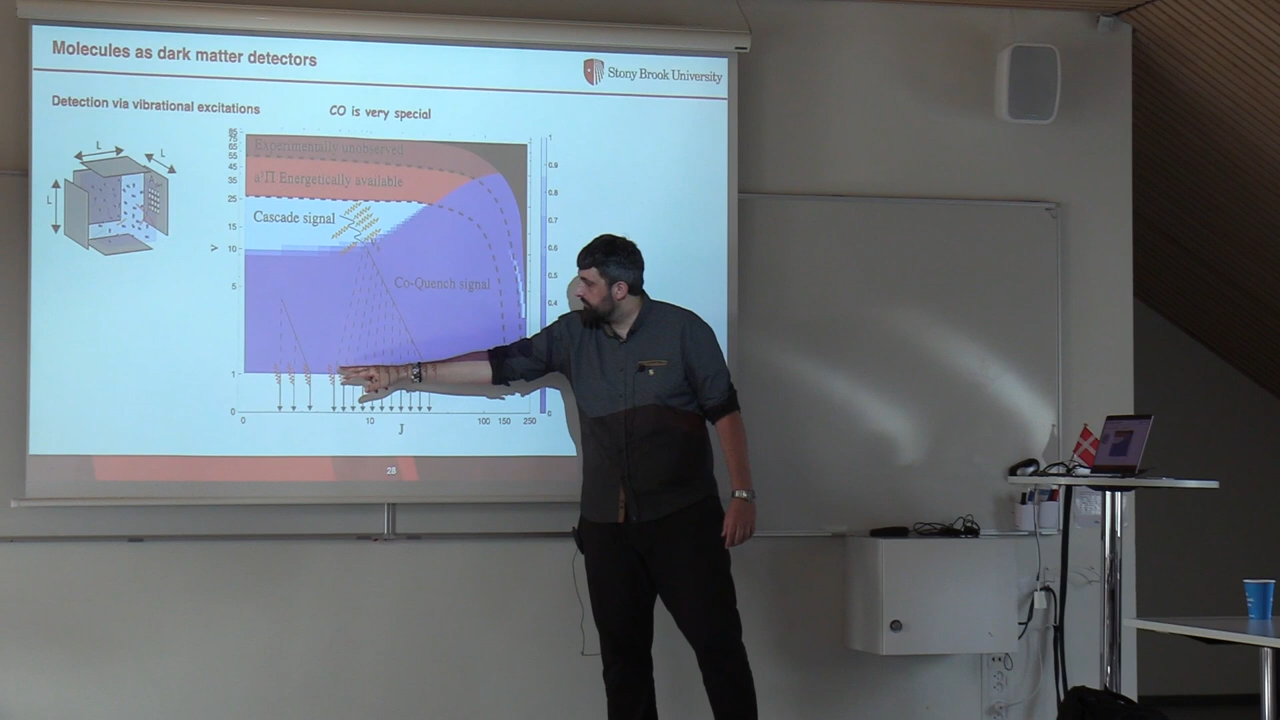 Molecules as dark matter detectors
Stony Brook University
Detection via vibrational excitations
CO is very special
L
L
L
85
75
65
55
45
35
25
15
10
5
1
0
v
Experimentally unobserved
a³Π Energetically available
Cascade signal
Co-Quench signal
1
0.9
0.8
0.7
0.6
0.5
0.4
0
0
10
100
150
250
J
28